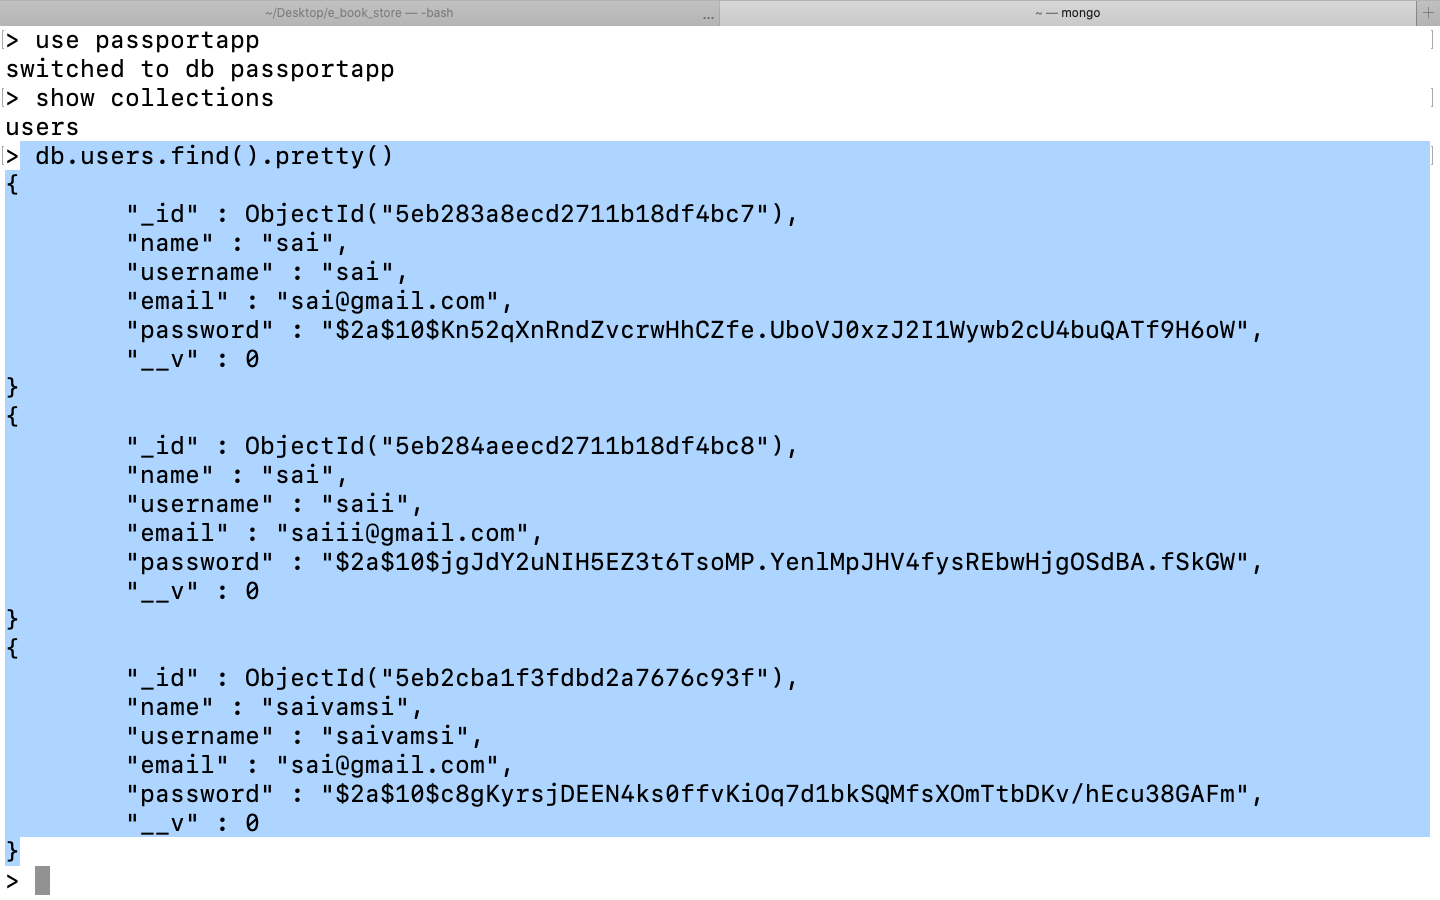 ~/Desktop/e_book_store — -bash ... ~ — mongo +
[> use passportapp ]
switched to db passportapp
[> show collections ]
users
[> db.users.find().pretty() ]
{
"_id" : ObjectId("5eb283a8ecd2711b18df4bc7"),
"name" : "sai",
"username" : "sai",
"email" : "sai@gmail.com",
"password" : "$2a$10$Kn52qXnRndZvcrwHhCZfe.UboVJ0xzJ2I1Wywb2cU4buQATf9H6oW",
"__v" : 0
}
{
"_id" : ObjectId("5eb284aeecd2711b18df4bc8"),
"name" : "sai",
"username" : "saii",
"email" : "saiii@gmail.com",
"password" : "$2a$10$jgJdY2uNIH5EZ3t6TsoMP.YenlMpJHV4fysREbwHjgOSdBA.fSkGW",
"__v" : 0
}
{
"_id" : ObjectId("5eb2cba1f3fdbd2a7676c93f"),
"name" : "saivamsi",
"username" : "saivamsi",
"email" : "sai@gmail.com",
"password" : "$2a$10$c8gKyrsjDEEN4ks0ffvKiOq7d1bkSQMfsXOmTtbDKv/hEcu38GAFm",
"__v" : 0
}
>